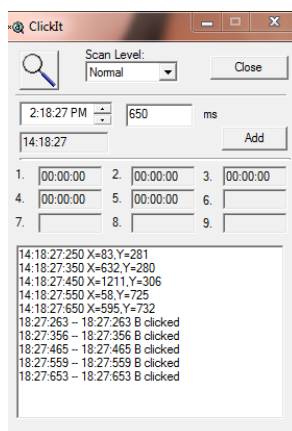 ClickIt
Scan Level:
Normal
Close
2:18:27 PM
650
ms
14:18:27
Add
1. 00:00:00 2. 00:00:00 3. 00:00:00
4. 00:00:00 5. 00:00:00 6.
7. 8. 9.
14:18:27:250 X=83,Y=281
14:18:27:350 X=632,Y=280
14:18:27:450 X=1211,Y=306
14:18:27:550 X=58,Y=725
14:18:27:650 X=595,Y=732
18:27:263 -- 18:27:263 B clicked
18:27:356 -- 18:27:356 B clicked
18:27:465 -- 18:27:465 B clicked
18:27:559 -- 18:27:559 B clicked
18:27:653 -- 18:27:653 B clicked